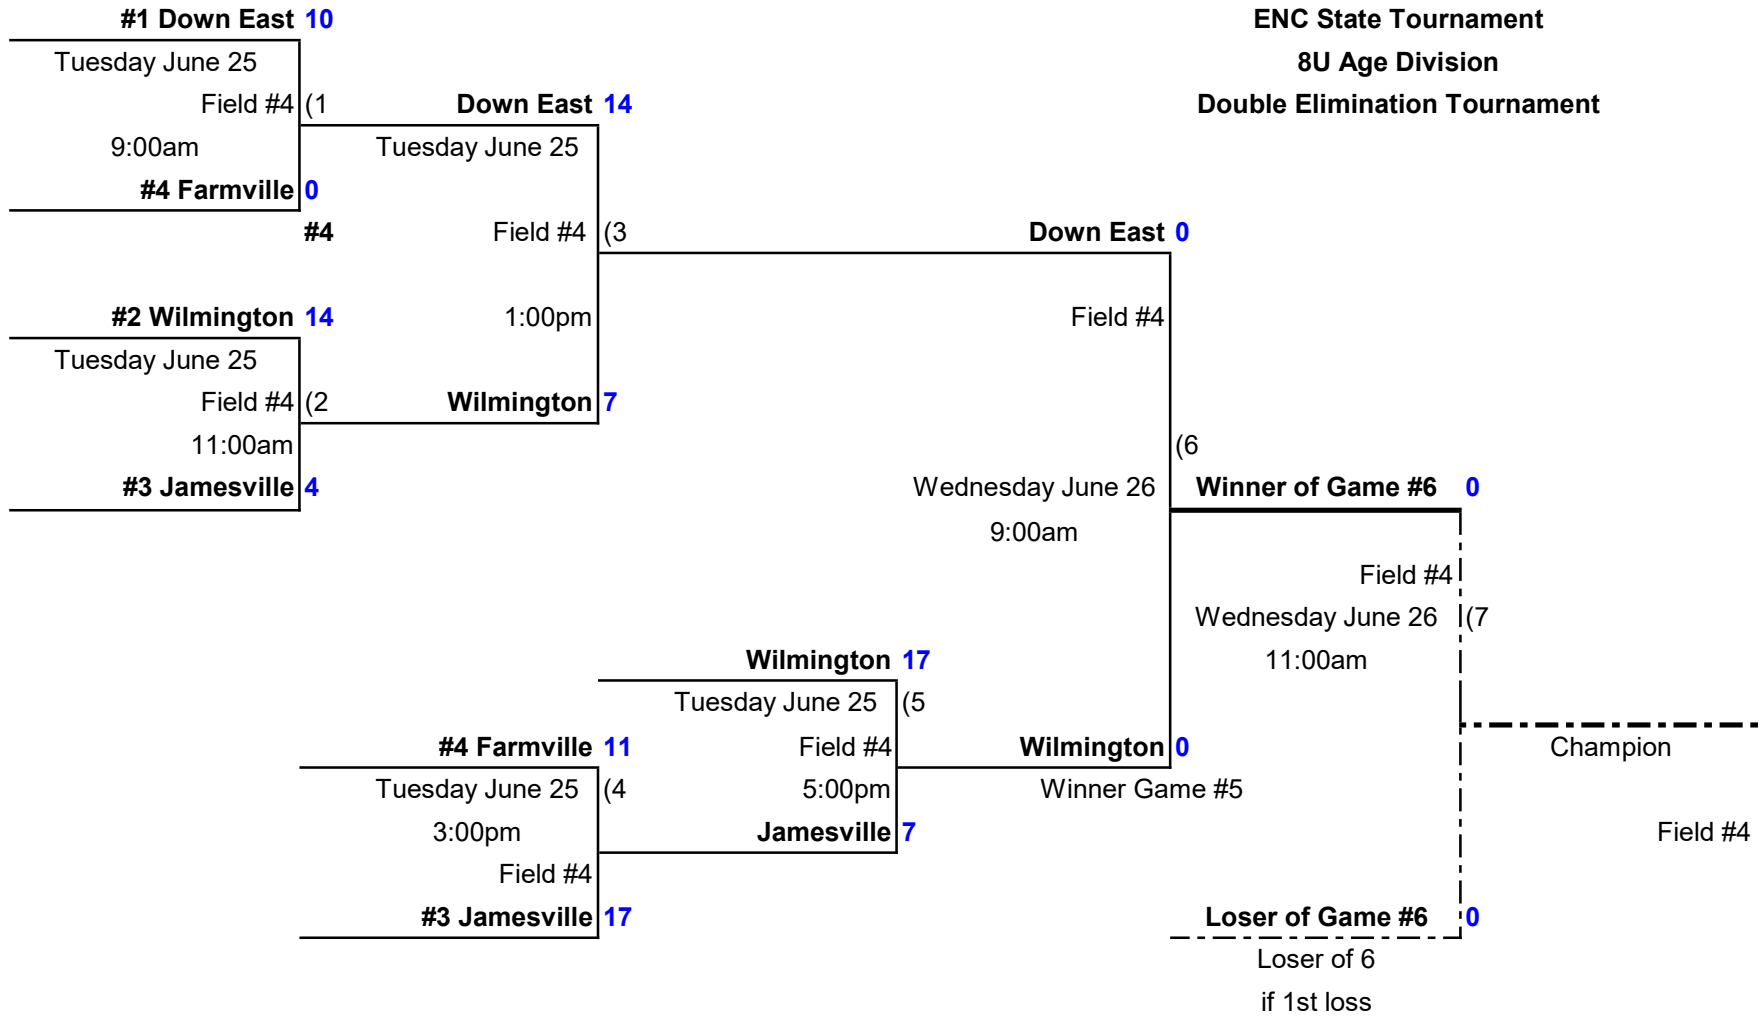 #1 Down East 10
ENC State Tournament
Tuesday June 25
8U Age Division
Field #4 (1
Down East 14
Double Elimination Tournament
9:00am
Tuesday June 25
#4 Farmville 0
#4
Field #4 (3
Down East 0
#2 Wilmington 14
1:00pm
Field #4
Tuesday June 25
Field #4 (2
Wilmington 7
11:00am
(6
#3 Jamesville 4
Wednesday June 26
Winner of Game #6 0
9:00am
Field #4
Wednesday June 26 (7
Wilmington 17
11:00am
Tuesday June 25 (5
#4 Farmville 11
Field #4
Wilmington 0
Champion
Tuesday June 25 (4
5:00pm
Winner Game #5
3:00pm
Jamesville 7
Field #4
Field #4
#3 Jamesville 17
Loser of Game #6 0
Loser of 6
if 1st loss